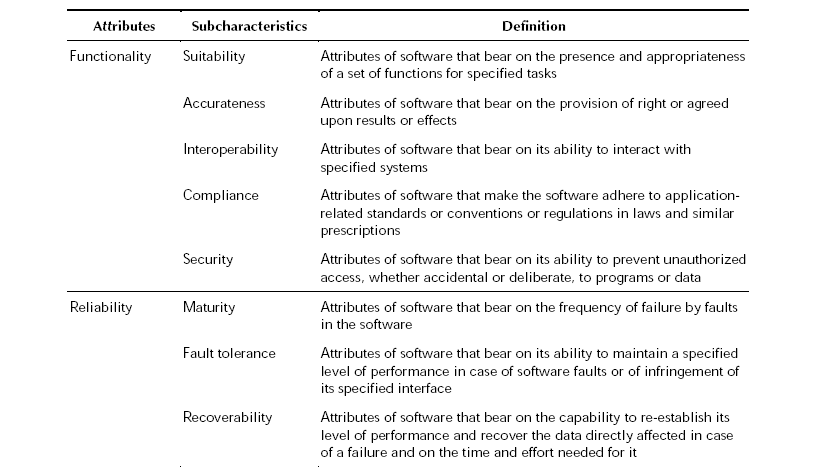 Attributes Subcharacteristics Definition
Functionality Suitability Attributes of software that bear on the presence and appropriateness
of a set of functions for specified tasks
Accurateness Attributes of software that bear on the provision of right or agreed
upon results or effects
Interoperability Attributes of software that bear on its ability to interact with
specified systems
Compliance Attributes of software that make the software adhere to application-
related standards or conventions or regulations in laws and similar
prescriptions
Security Attributes of software that bear on its ability to prevent unauthorized
access, whether accidental or deliberate, to programs or data
Reliability Maturity Attributes of software that bear on the frequency of failure by faults
in the software
Fault tolerance Attributes of software that bear on its ability to maintain a specified
level of performance in case of software faults or of infringement of
its specified interface
Recoverability Attributes of software that bear on the capability to re-establish its
level of performance and recover the data directly affected in case
of a failure and on the time and effort needed for it